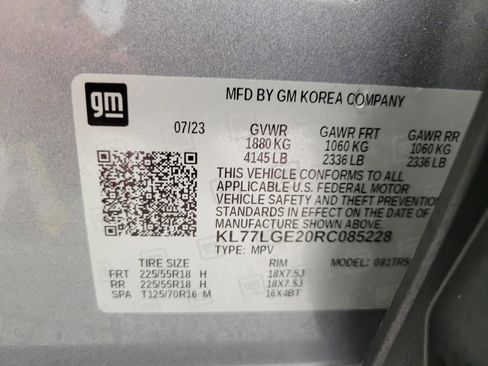 gm
MFD BY GM KOREA COMPANY
07/23 GVWR GAWR FRT GAWR RR
1880 KG 1060 KG 1060 KG
4145 LB 2336 LB 2336 LB
THIS VEHICLE CONFORMS TO ALL
APPLICABLE U.S. FEDERAL MOTOR
VEHICLE SAFETY AND THEFT PREVENTION
STANDARDS IN EFFECT ON THE DATE OF
MANUFACTURE SHOWN ABOVE.
KL77LGE20RC085228
TYPE: MPV MODEL:
TIRE SIZE RIM
FRT 225/55R18 H 18X7.5J
RR 225/55R18 H 18X7.5J
SPA T125/70R16 M 16X4BT